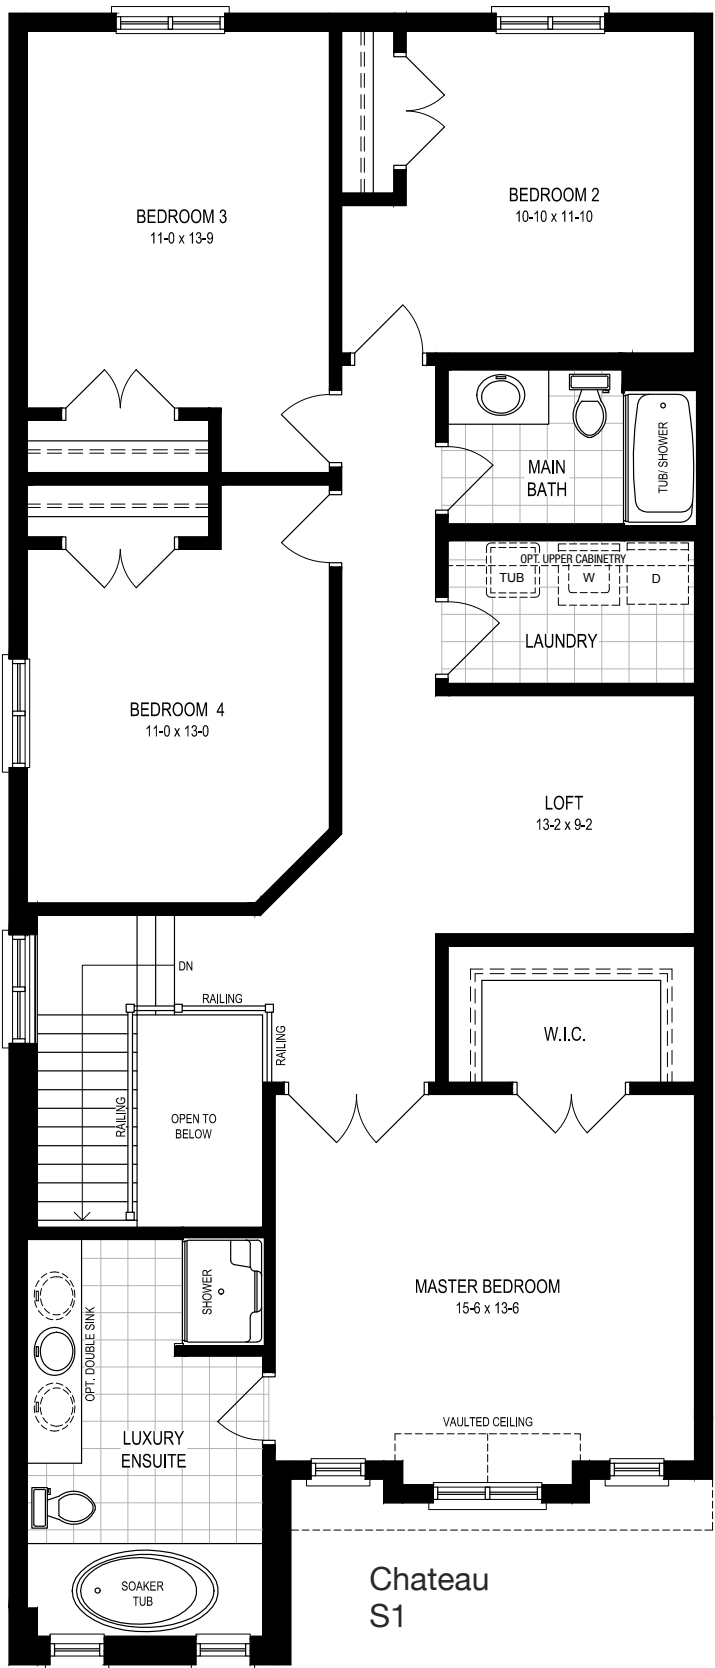 BEDROOM 3
11-0 x 13-9
BEDROOM 2
10-10 x 11-10
MAIN
BATH
TUB/ SHOWER
OPT. UPPER CABINETRY
TUB
W
D
LAUNDRY
BEDROOM 4
11-0 x 13-0
LOFT
13-2 x 9-2
DN
RAILING
RAILING
RAILING
OPEN TO
BELOW
W.I.C.
MASTER BEDROOM
15-6 x 13-6
SHOWER
OPT. DOUBLE SINK
LUXURY
ENSUITE
VAULTED CEILING
SOAKER
TUB
Chateau
S1